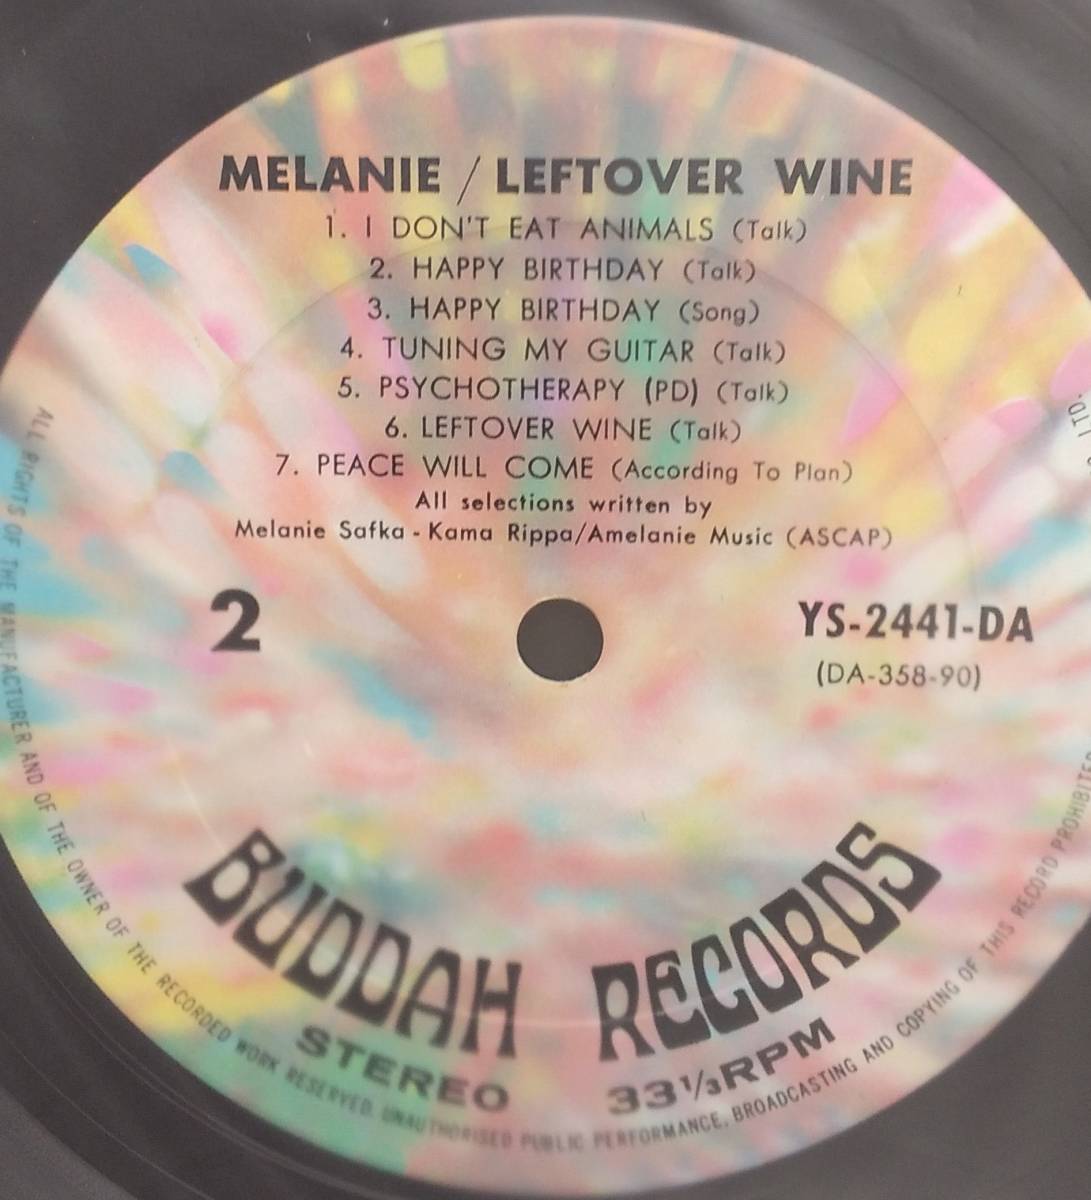 MELANIE / LEFTOVER WINE
1. I DON'T EAT ANIMALS (Talk)
2. HAPPY BIRTHDAY (Talk)
3. HAPPY BIRTHDAY (Song)
4. TUNING MY GUITAR (Talk)
5. PSYCHOTHERAPY (PD) (Talk)
6. LEFTOVER WINE (Talk)
7. PEACE WILL COME (According To Plan)
All selections written by
Melanie Safka - Kama Rippa/Amelanie Music (ASCAP)
2
YS-2441-DA
(DA-358-90)
BUDDAH RECORDS
STEREO 33⅓RPM
ALL RIGHTS OF THE MANUFACTURER AND OF THE OWNER OF THE RECORDED WORK RESERVED. UNAUTHORISED PUBLIC PERFORMANCE, BROADCASTING AND COPYING OF THIS RECORD PROHIBITED
LTD.